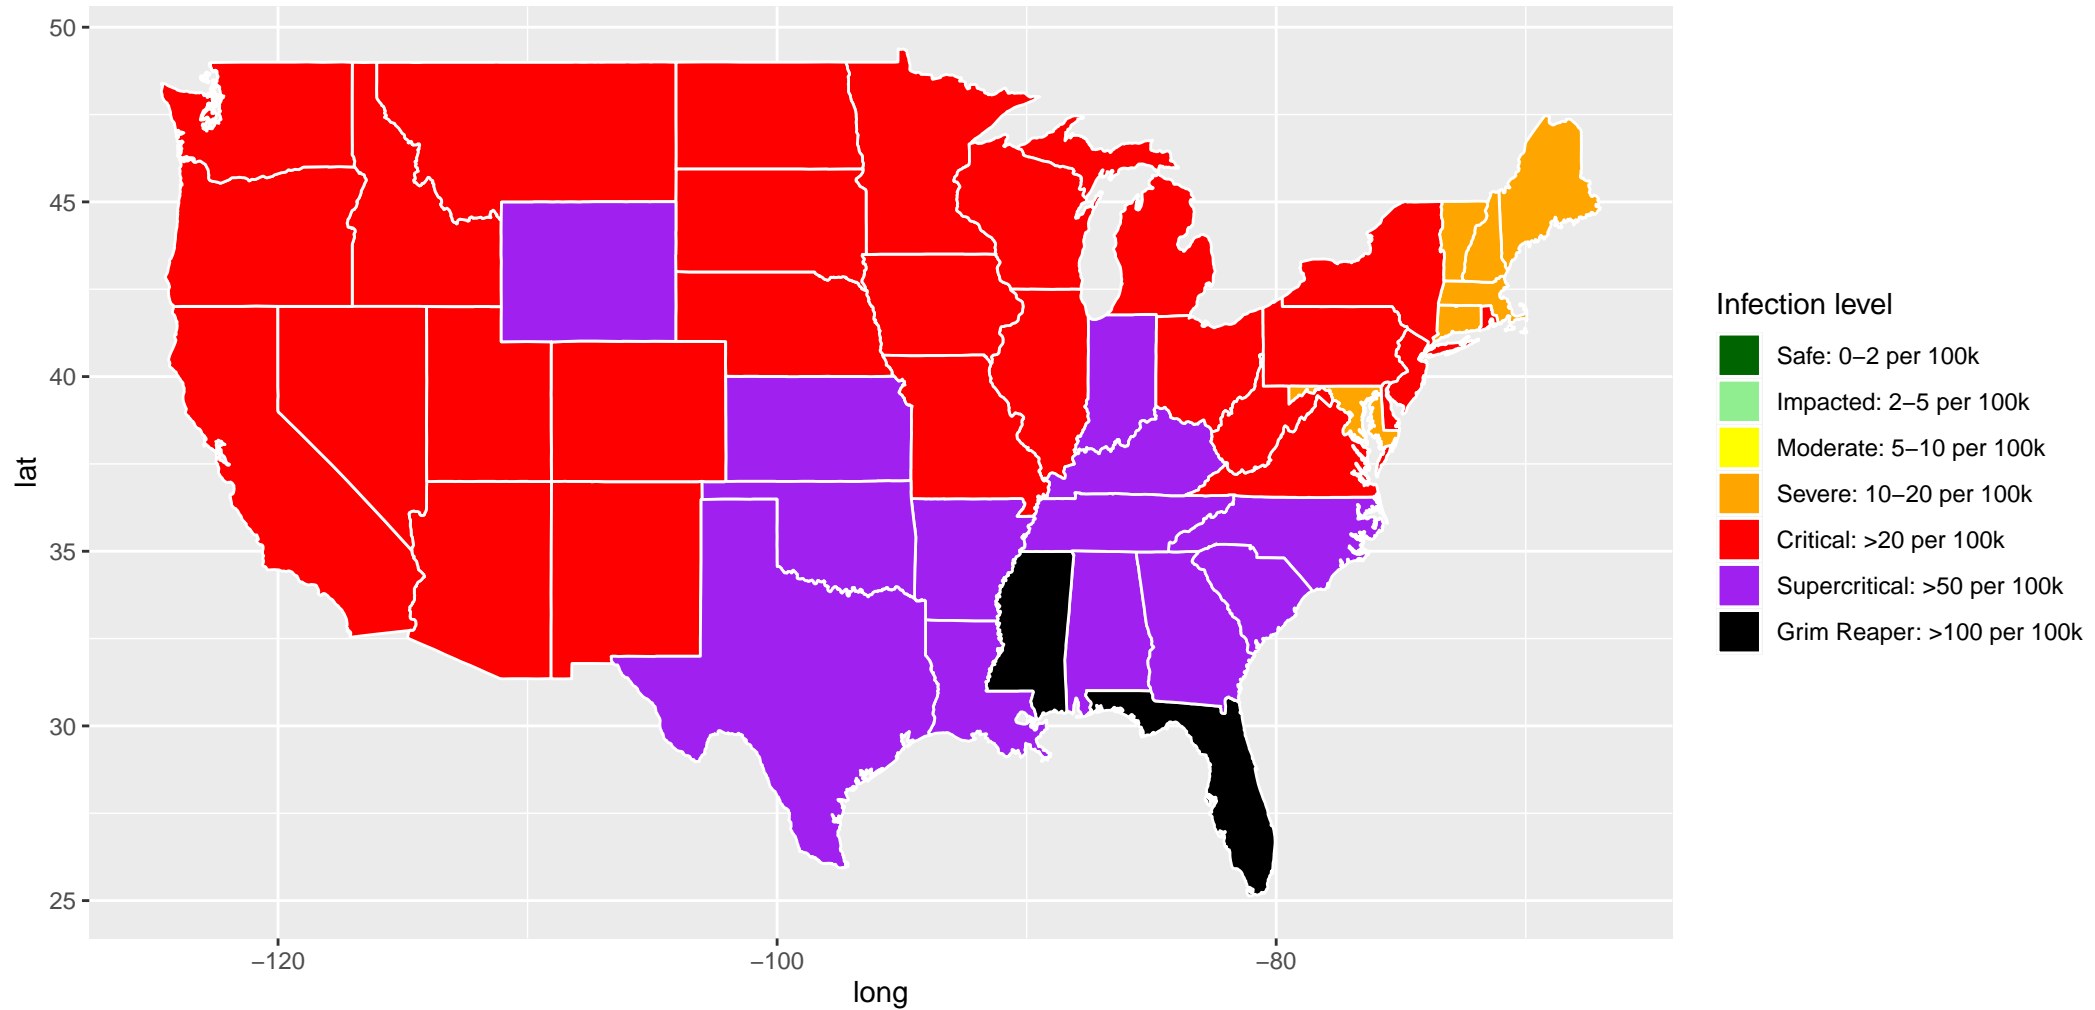 50
45
40
35
30
25
lat
−120
−100
−80
long
Infection level
Safe: 0−2 per 100k
Impacted: 2−5 per 100k
Moderate: 5−10 per 100k
Severe: 10−20 per 100k
Critical: >20 per 100k
Supercritical: >50 per 100k
Grim Reaper: >100 per 100k